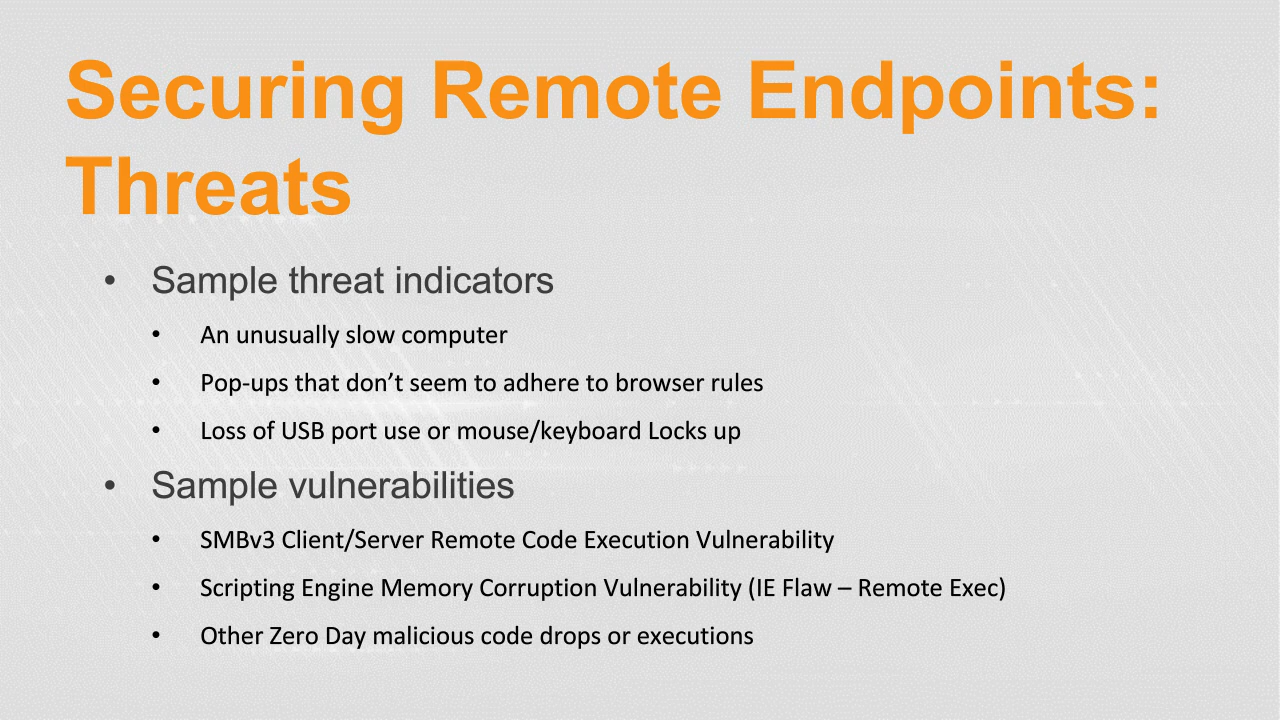 Securing Remote Endpoints:
Threats
• Sample threat indicators
• An unusually slow computer
• Pop-ups that don’t seem to adhere to browser rules
• Loss of USB port use or mouse/keyboard Locks up
• Sample vulnerabilities
• SMBv3 Client/Server Remote Code Execution Vulnerability
• Scripting Engine Memory Corruption Vulnerability (IE Flaw – Remote Exec)
• Other Zero Day malicious code drops or executions